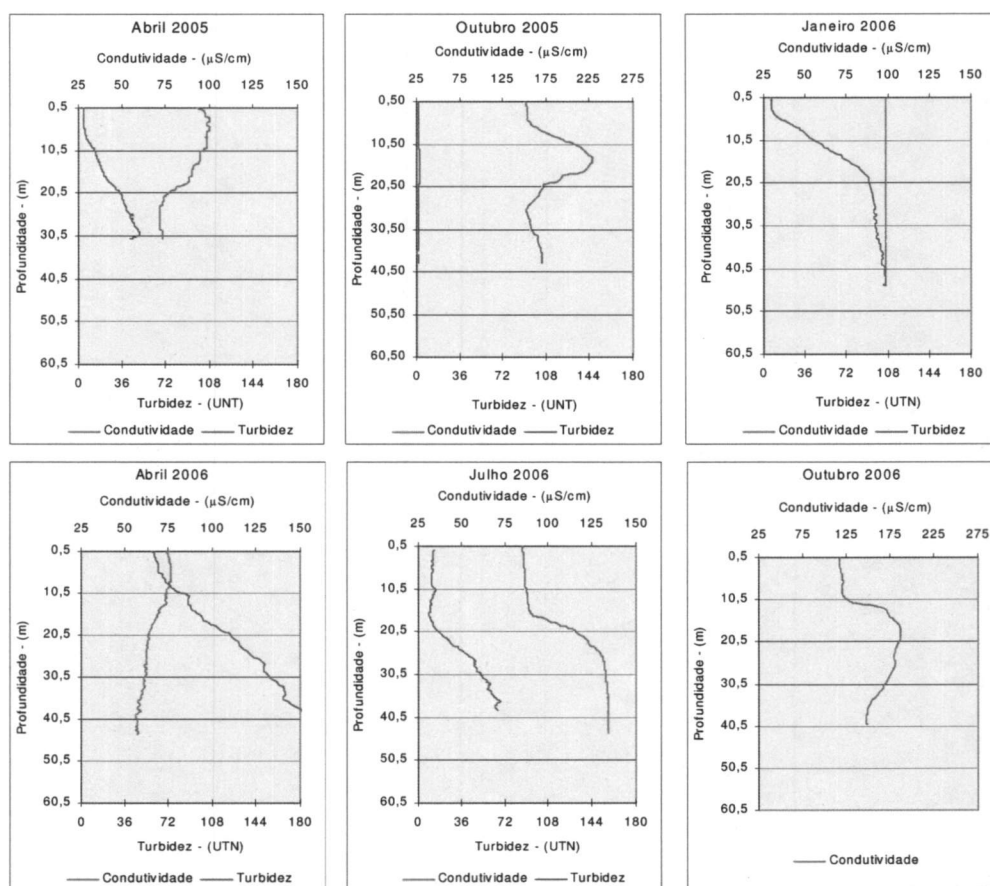 Abril 2005
Condutividade - (µS/cm)
25 50 75 100 125 150
0,5
10,5
20,5
30,5
40,5
50,5
60,5
Profundidade - (m)
0 36 72 108 144 180
Turbidez - (UNT)
Condutividade Turbidez
Outubro 2005
Condutividade - (µS/cm)
25 75 125 175 225 275
0,50
10,50
20,50
30,50
40,50
50,50
60,50
Profundidade - (m)
0 36 72 108 144 180
Turbidez - (UNT)
Condutividade Turbidez
Janeiro 2006
Condutividade - (µS/cm)
25 50 75 100 125 150
0,5
10,5
20,5
30,5
40,5
50,5
60,5
Profundidade - (m)
0 36 72 108 144 180
Turbidez - (UTN)
Condutividade Turbidez
Abril 2006
Condutividade - (µS/cm)
25 50 75 100 125 150
0,5
10,5
20,5
30,5
40,5
50,5
60,5
Profundidade - (m)
0 36 72 108 144 180
Turbidez - (UTN)
Condutividade Turbidez
Julho 2006
Condutividade - (µS/cm)
25 50 75 100 125 150
0,5
10,5
20,5
30,5
40,5
50,5
60,5
Profundidade - (m)
0 36 72 108 144 180
Turbidez - (UTN)
Condutividade Turbidez
Outubro 2006
Condutividade - (µS/cm)
25 75 125 175 225 275
0,5
10,5
20,5
30,5
40,5
50,5
60,5
Profundidade - (m)
Condutividade